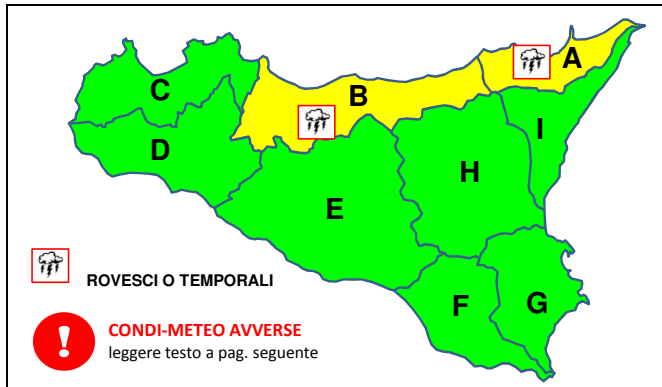 A
B
C
I
D
H
E
F
G
ROVESCI O TEMPORALI
!
CONDI-METEO AVVERSE
leggere testo a pag. seguente